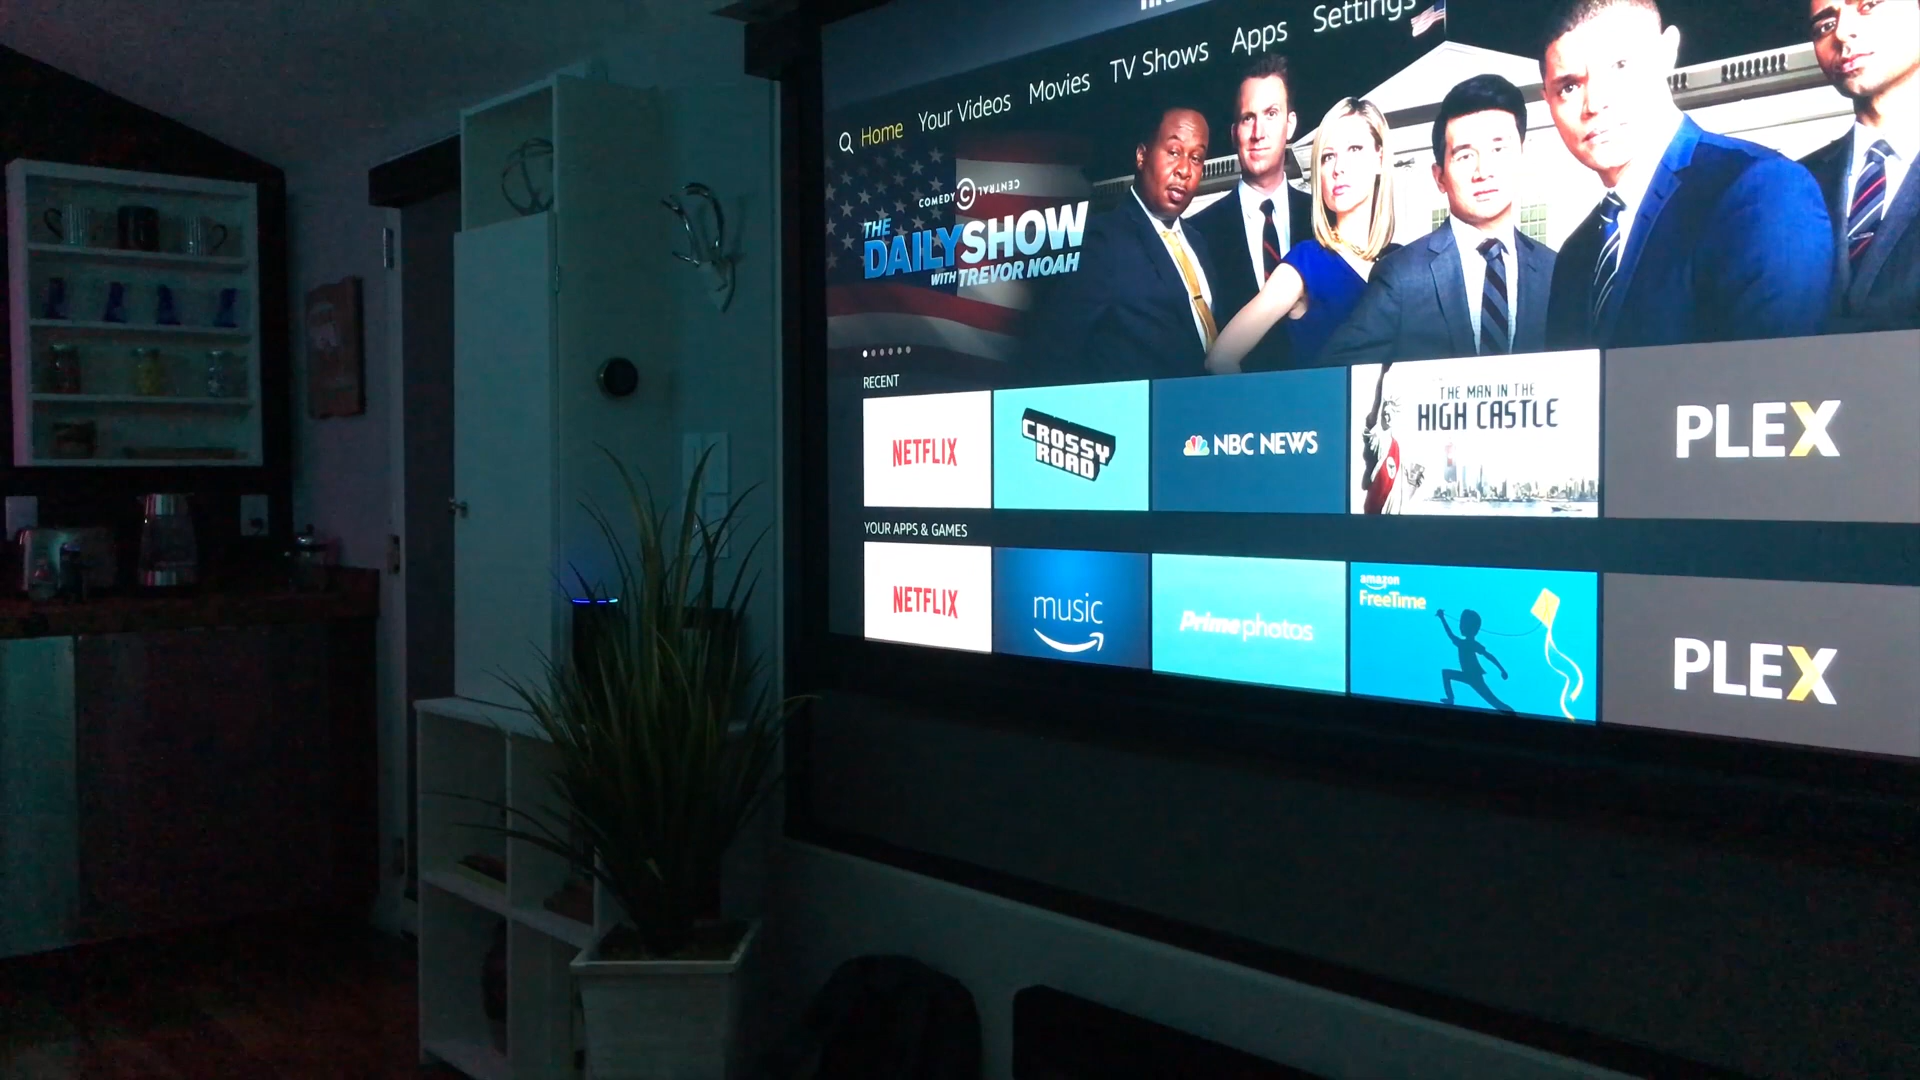 Home Your Videos Movies TV Shows Apps Settings
COMEDY CENTRAL
THE
DAILY SHOW
WITH TREVOR NOAH
RECENT
NETFLIX
CROSSY
ROAD
NBC NEWS
THE MAN IN THE
HIGH CASTLE
PLEX
YOUR APPS & GAMES
NETFLIX
music
Prime photos
amazon
FreeTime
PLEX